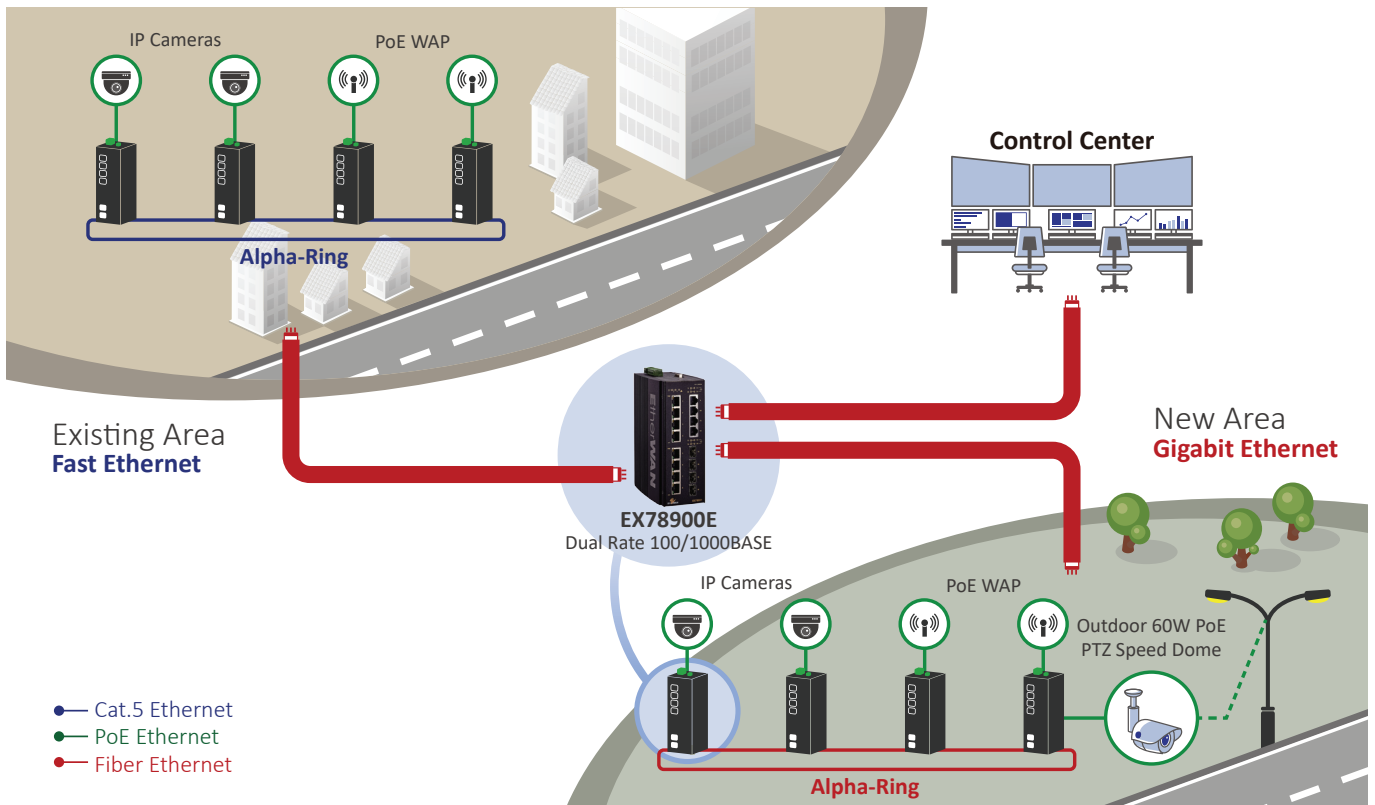 IP Cameras
PoE WAP
Alpha-Ring
Control Center
Existing Area
Fast Ethernet
New Area
Gigabit Ethernet
EtherWAN
EX78900E
Dual Rate 100/1000BASE
IP Cameras
PoE WAP
Outdoor 60W PoE
PTZ Speed Dome
Alpha-Ring
Cat.5 Ethernet
PoE Ethernet
Fiber Ethernet